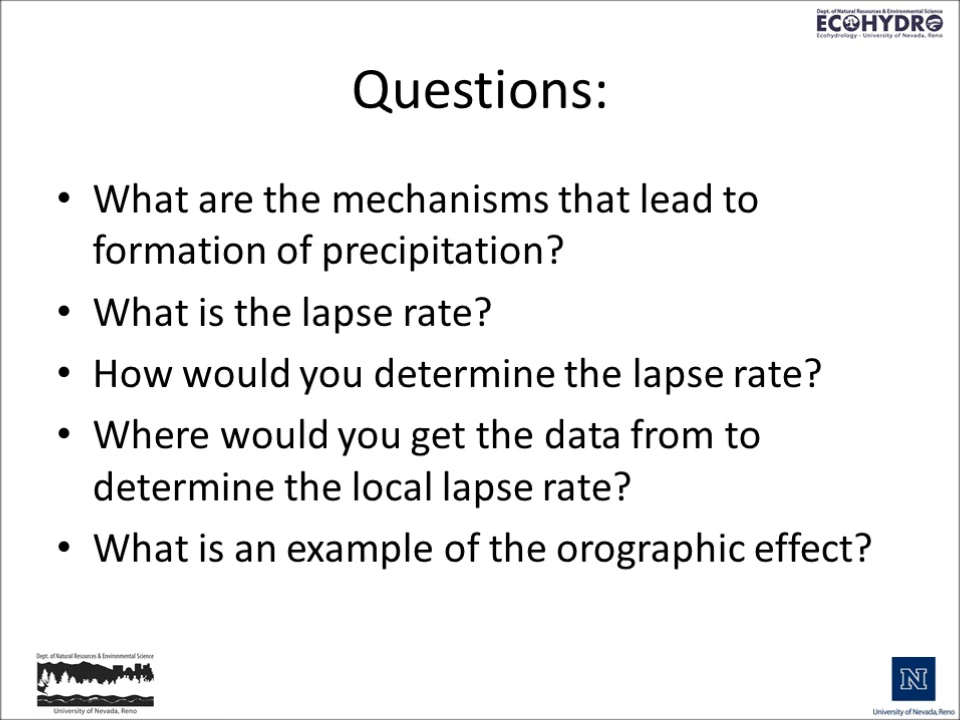 Dept. of Natural Resources & Environmental Science
ECOHYDRO
Ecohydrology - University of Nevada, Reno
Questions:
• What are the mechanisms that lead to
formation of precipitation?
• What is the lapse rate?
• How would you determine the lapse rate?
• Where would you get the data from to
determine the local lapse rate?
• What is an example of the orographic effect?
Dept. of Natural Resources & Environmental Science
University of Nevada, Reno
N
University of Nevada, Reno